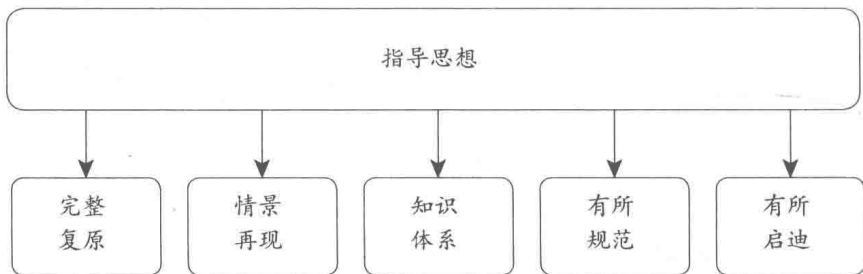 指导思想
完整
复原
情景
再现
知识
体系
有所
规范
有所
启迪